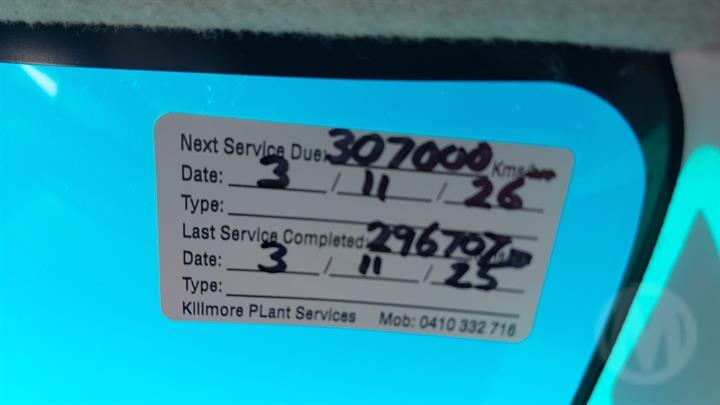 Next Service Due: 307000 Kms
Date: 3 / 11 / 26
Type:
Last Service Completed: 296707
Date: 3 / 11 / 25
Type:
Killmore Plant Services Mob: 0410 332 716